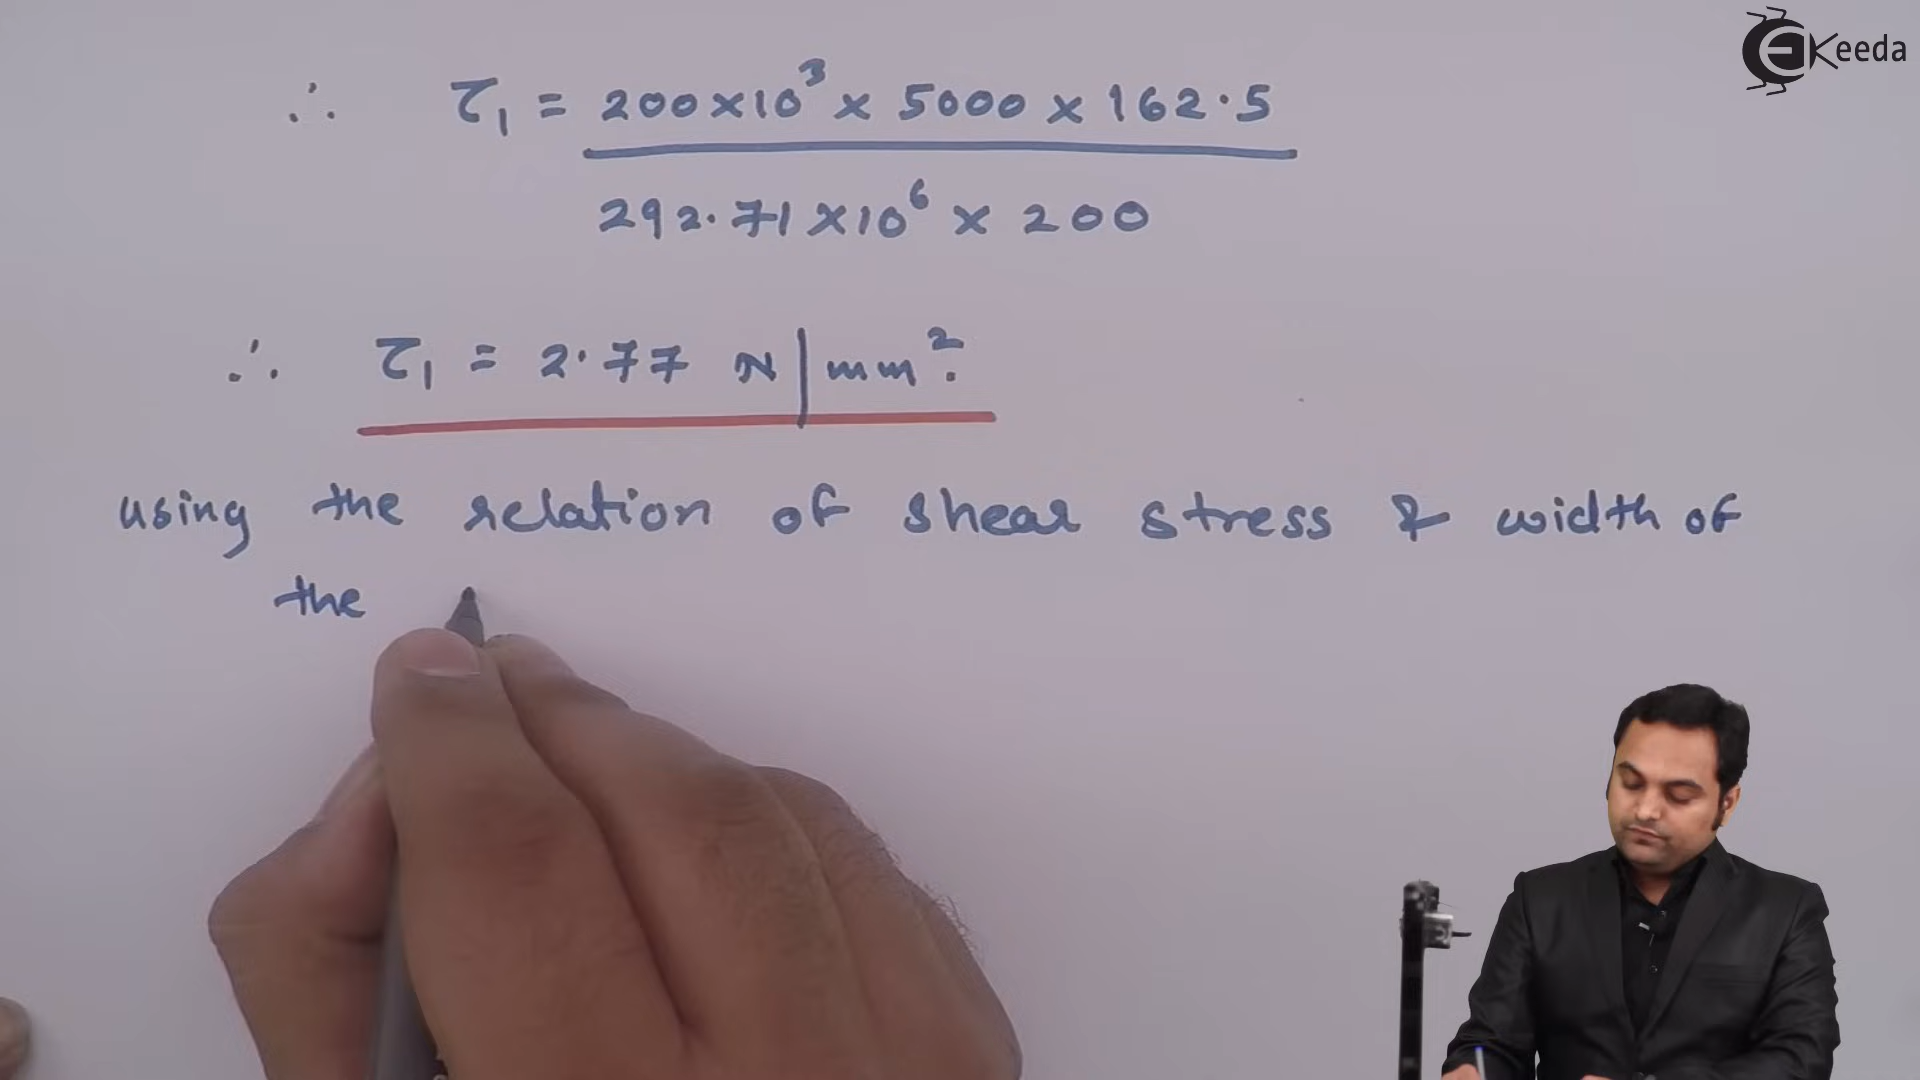 EKeeda
∴ τ₁ = 200×10³ × 5000 × 162.5
292.71×10⁶ × 200
∴ τ₁ = 2.77 N/mm².
using the relation of shear stress & width of
the